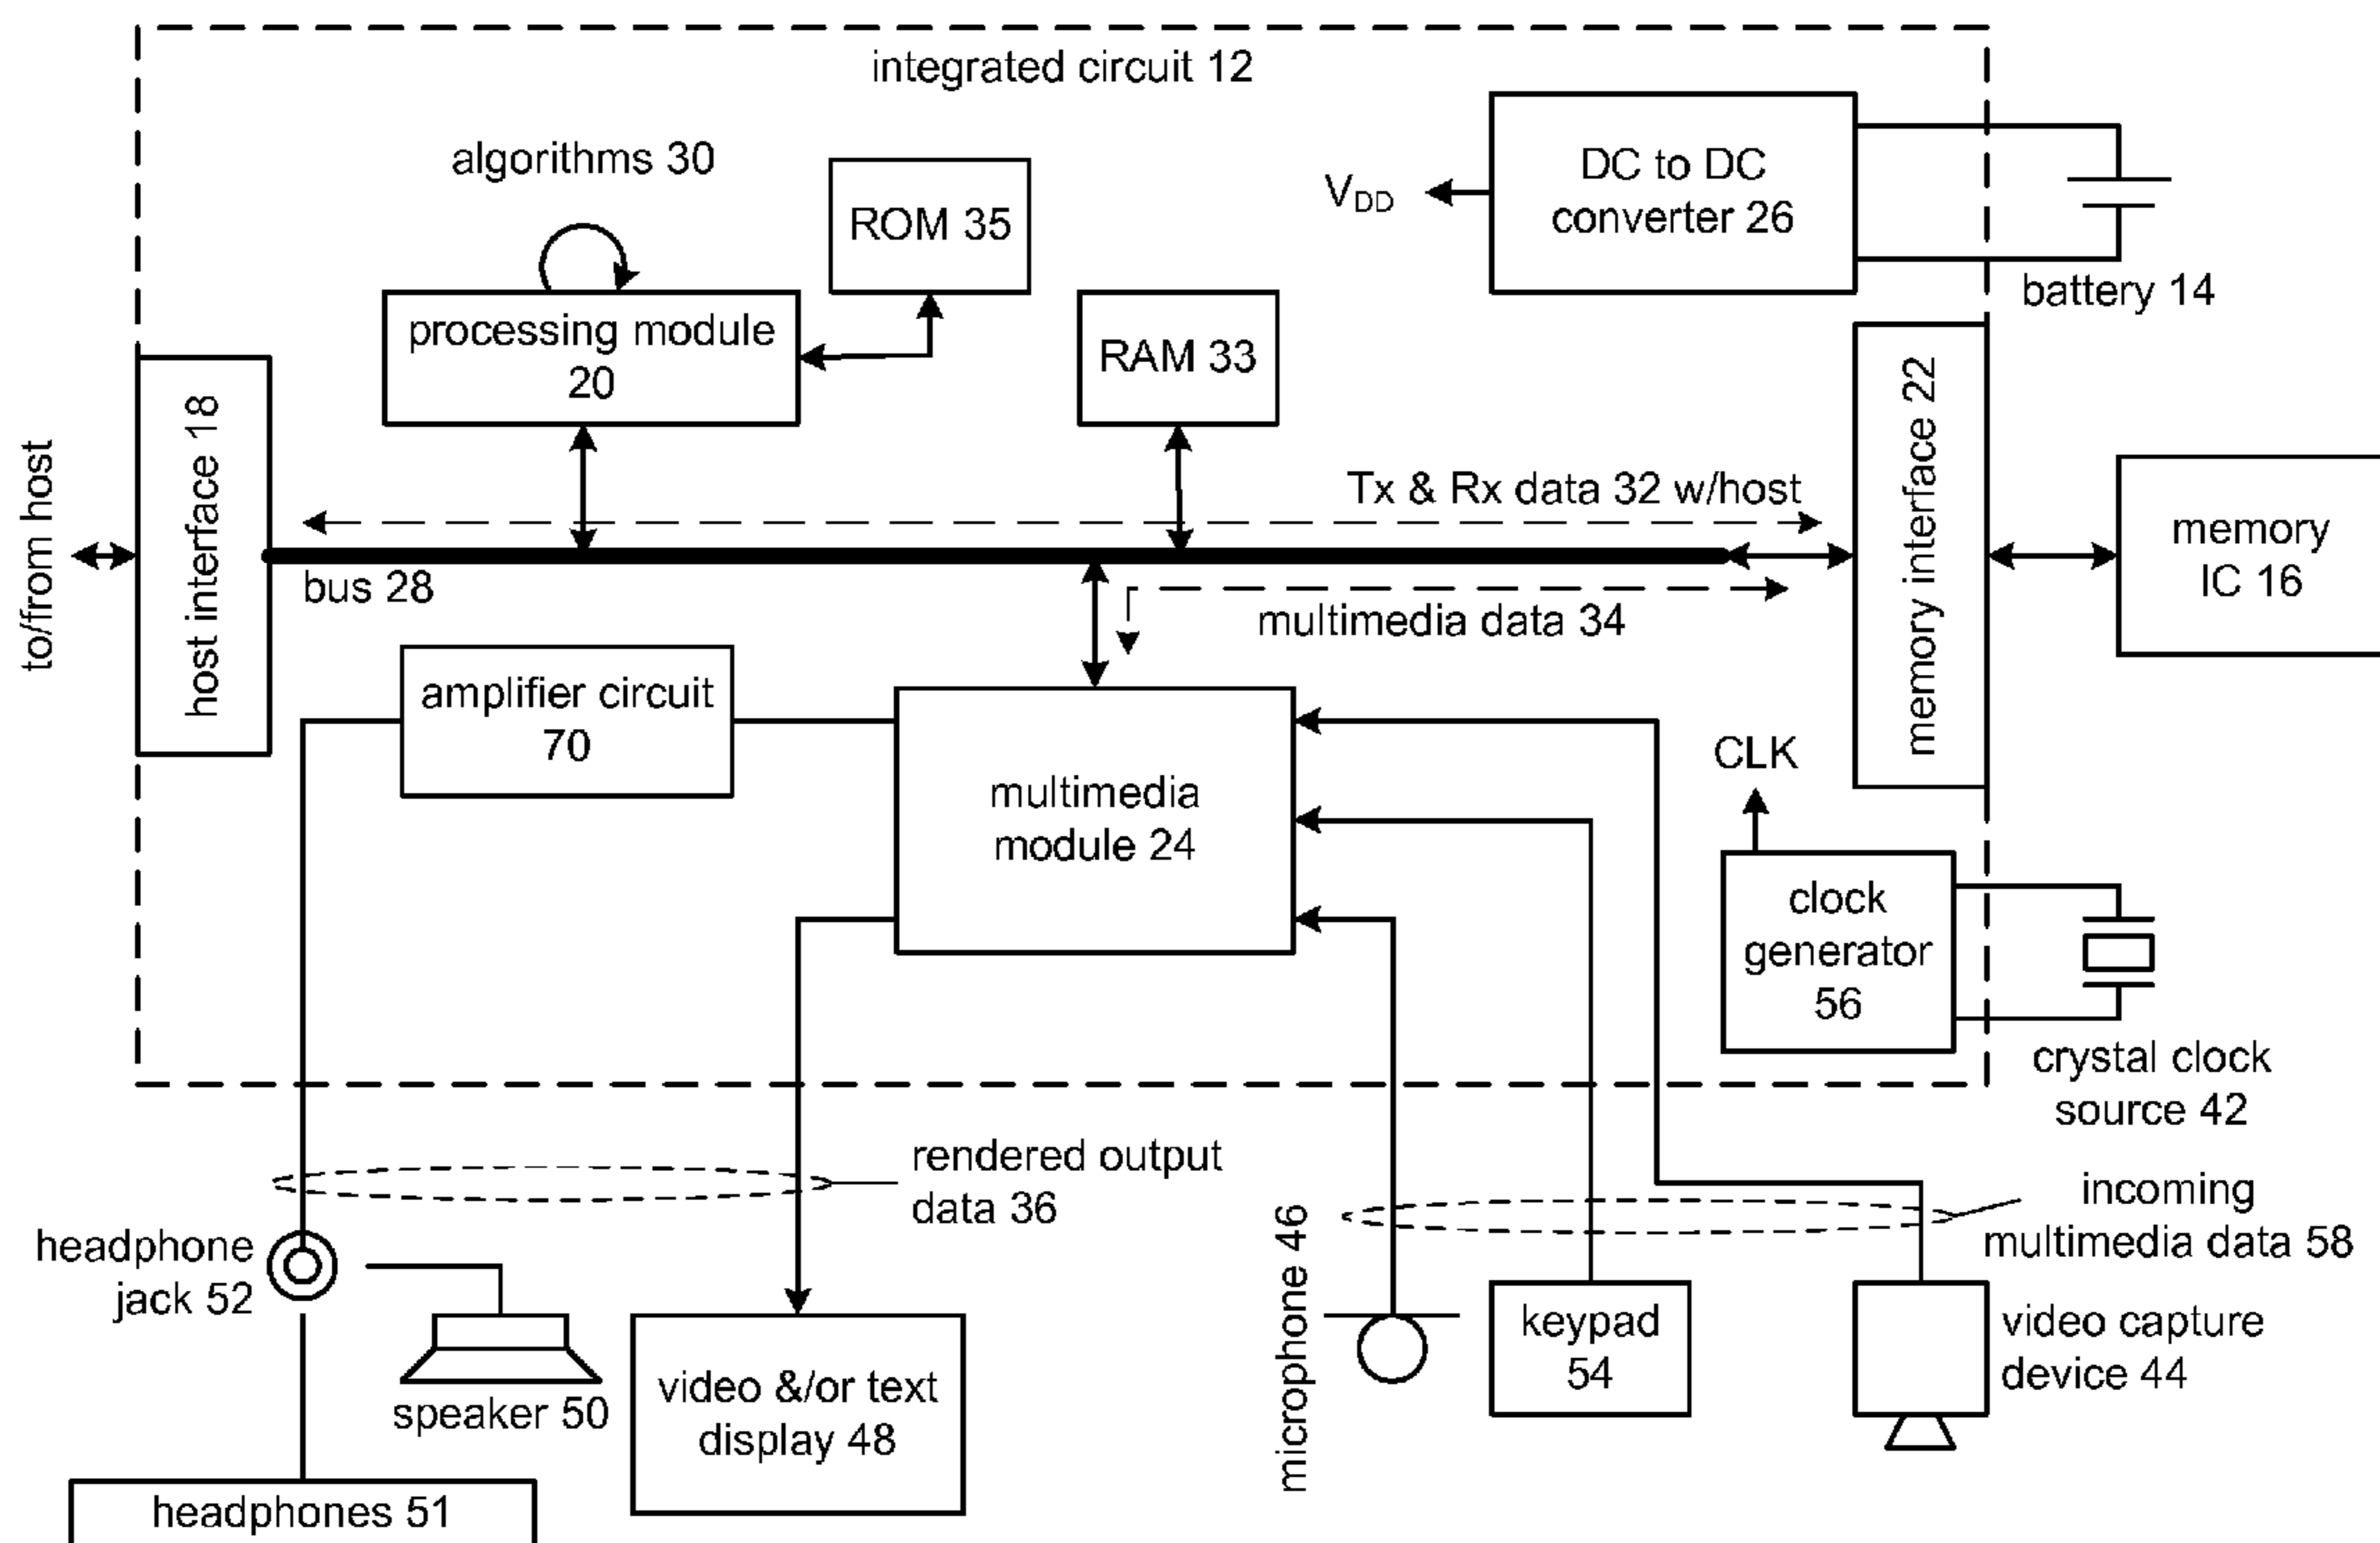 integrated circuit 12
algorithms 30
ROM 35
V_DD
DC to DC
converter 26
battery 14
processing module
20
RAM 33
to/from host
host interface 18
Tx & Rx data 32 w/host
memory interface 22
memory
IC 16
bus 28
multimedia data 34
amplifier circuit
70
multimedia
module 24
CLK
clock
generator
56
crystal clock
source 42
rendered output
data 36
incoming
multimedia data 58
headphone
jack 52
speaker 50
video &/or text
display 48
microphone 46
keypad
54
video capture
device 44
headphones 51